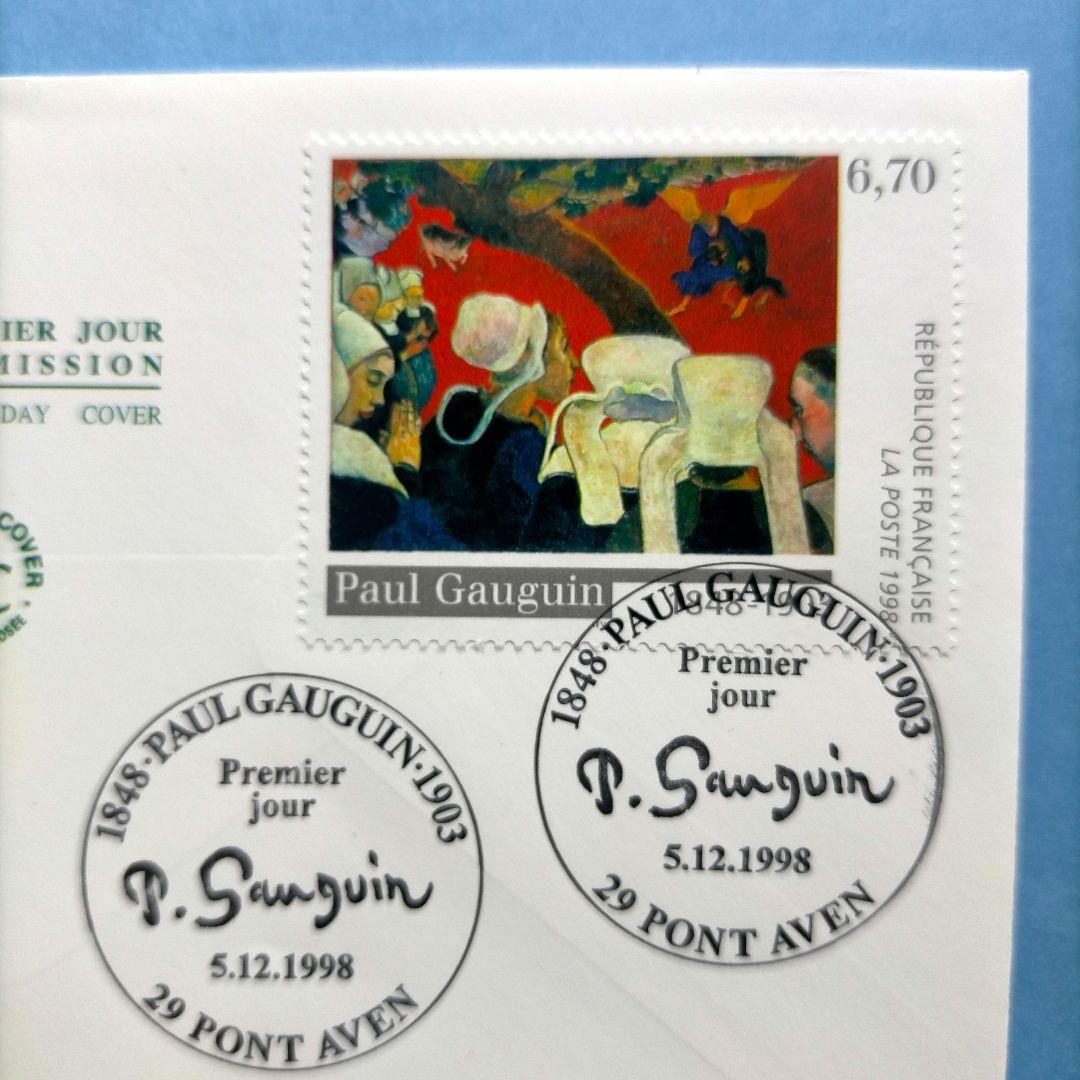 6,70
RÉPUBLIQUE FRANÇAISE
LA POSTE 1998
Paul Gauguin 1848-1903
IER JOUR
MISSION
DAY COVER
COVER
OSÉE
1848·PAUL GAUGUIN·1903
Premier
jour
P. Gauguin
5.12.1998
29 PONT AVEN
1848·PAUL GAUGUIN·1903
Premier
jour
P. Gauguin
5.12.1998
29 PONT AVEN